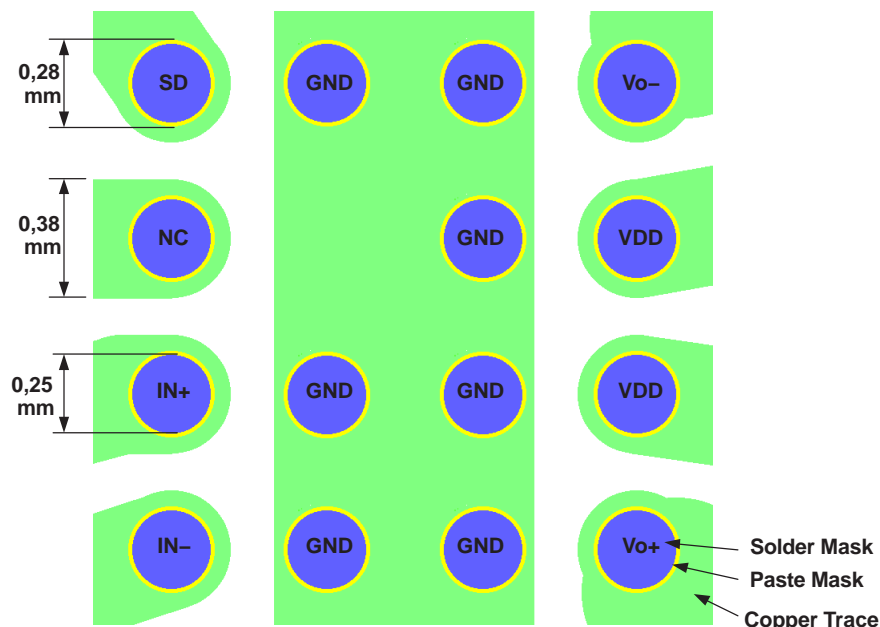 0,28
mm
SD
GND
GND
Vo–
0,38
mm
NC
GND
VDD
0,25
mm
IN+
GND
GND
VDD
IN–
GND
GND
Vo+
Solder Mask
Paste Mask
Copper Trace